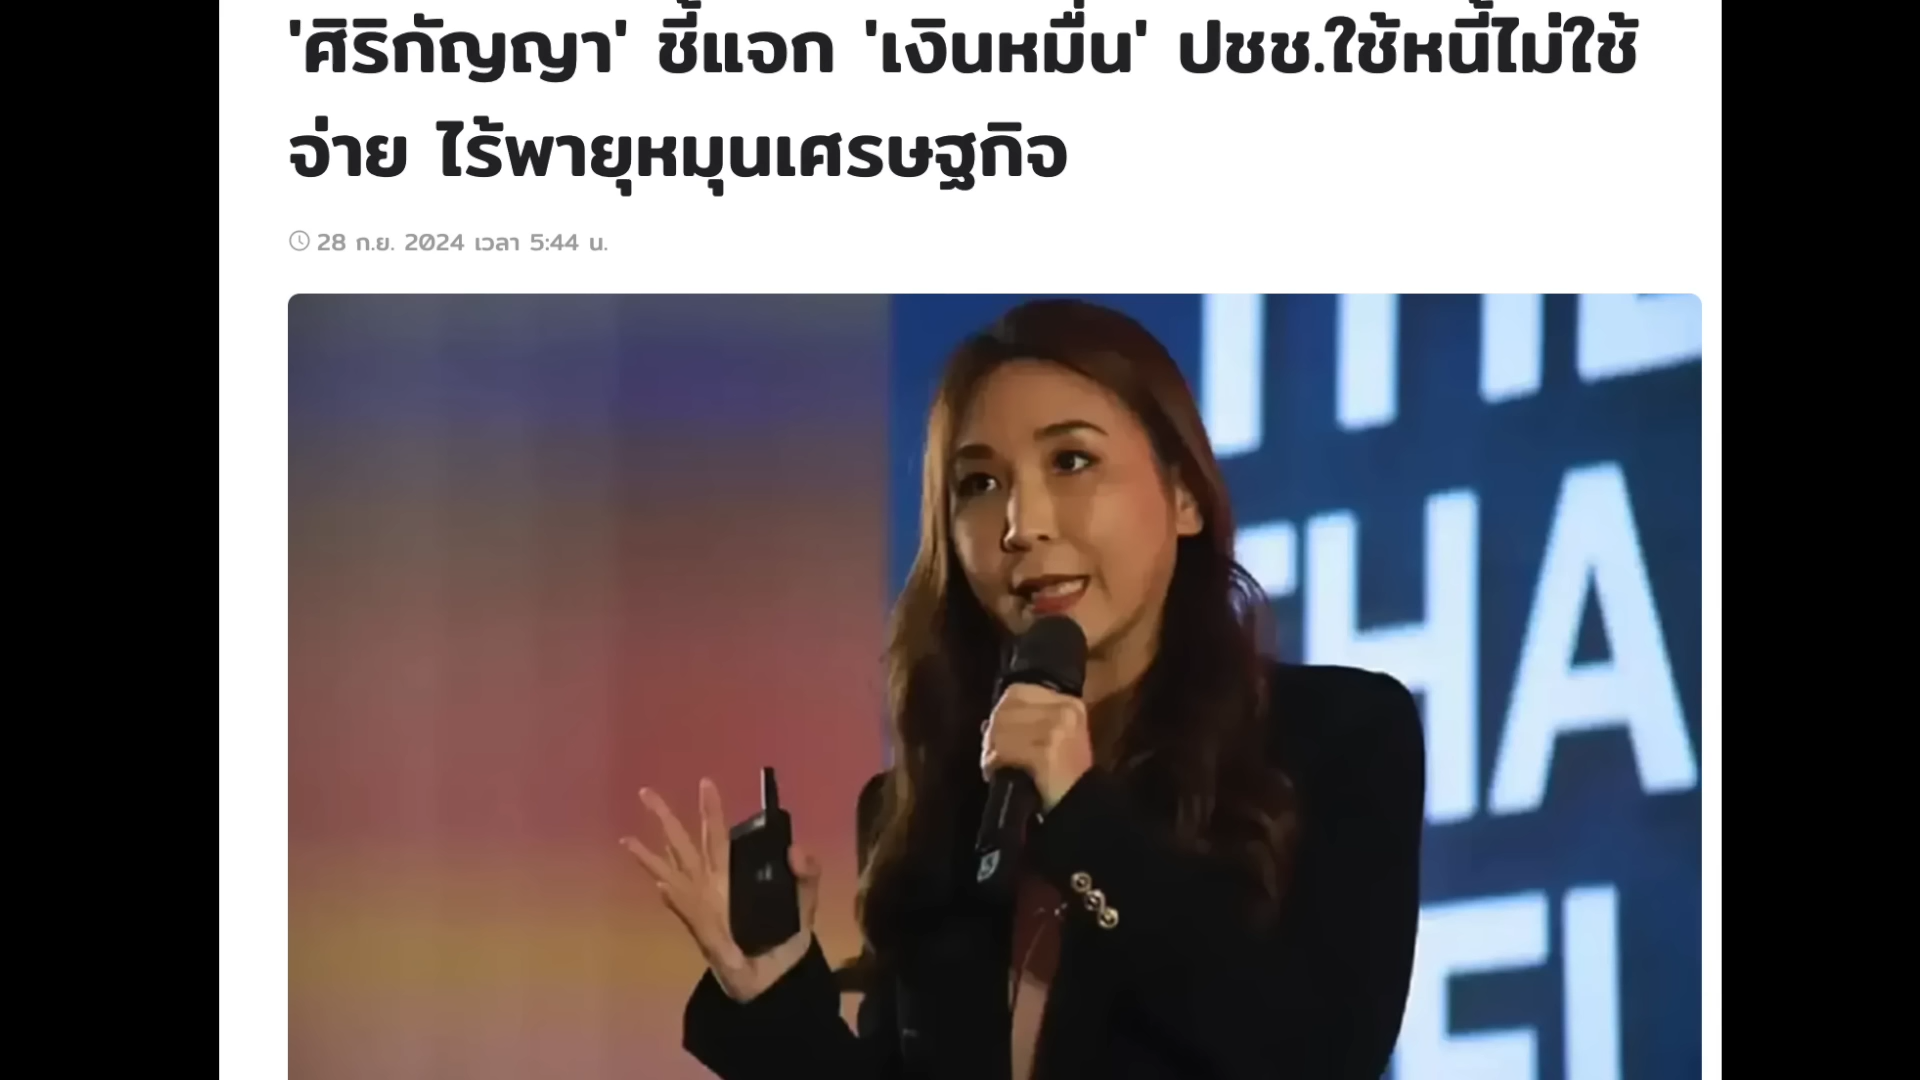 'ศิริกัญญา' ชี้แจก 'เงินหมื่น' ปชช.ใช้หนี้ไม่ใช้
จ่าย ไร้พายุหมุนเศรษฐกิจ
28 ก.ย. 2024 เวลา 5:44 น.
THA